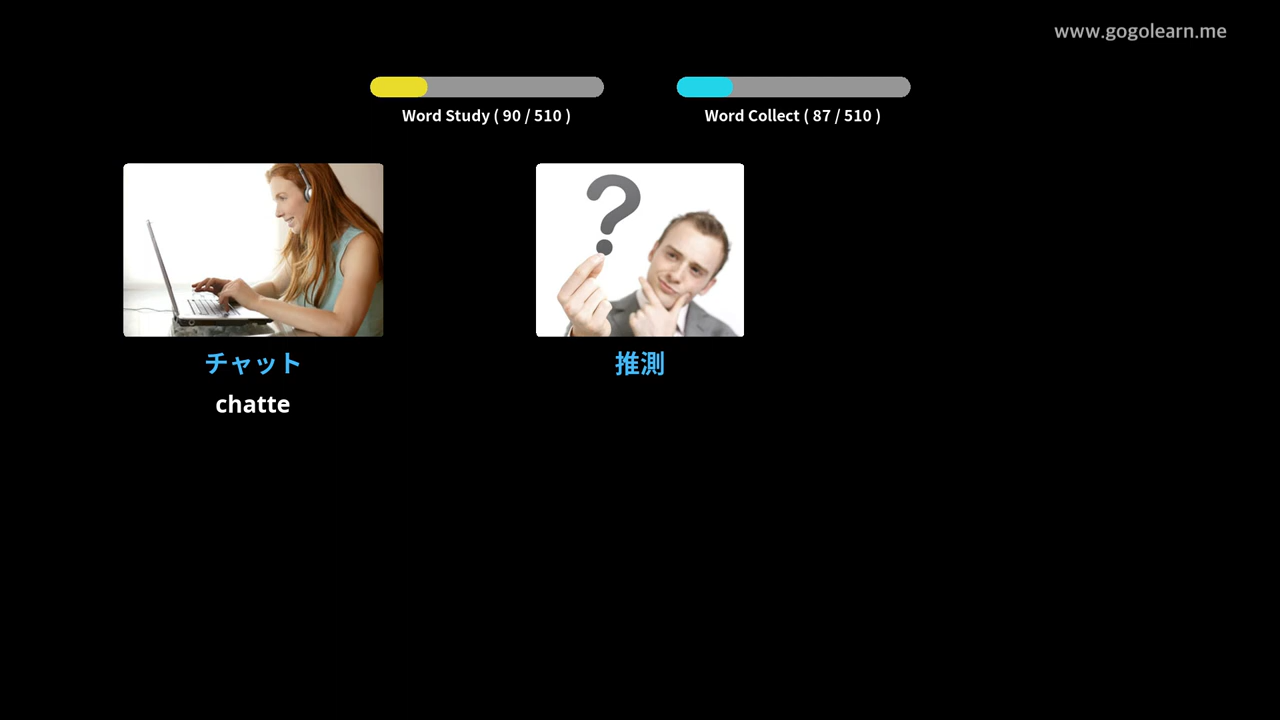 www.gogolearn.me
Word Study ( 90 / 510 )
Word Collect ( 87 / 510 )
チャット
chatte
推測